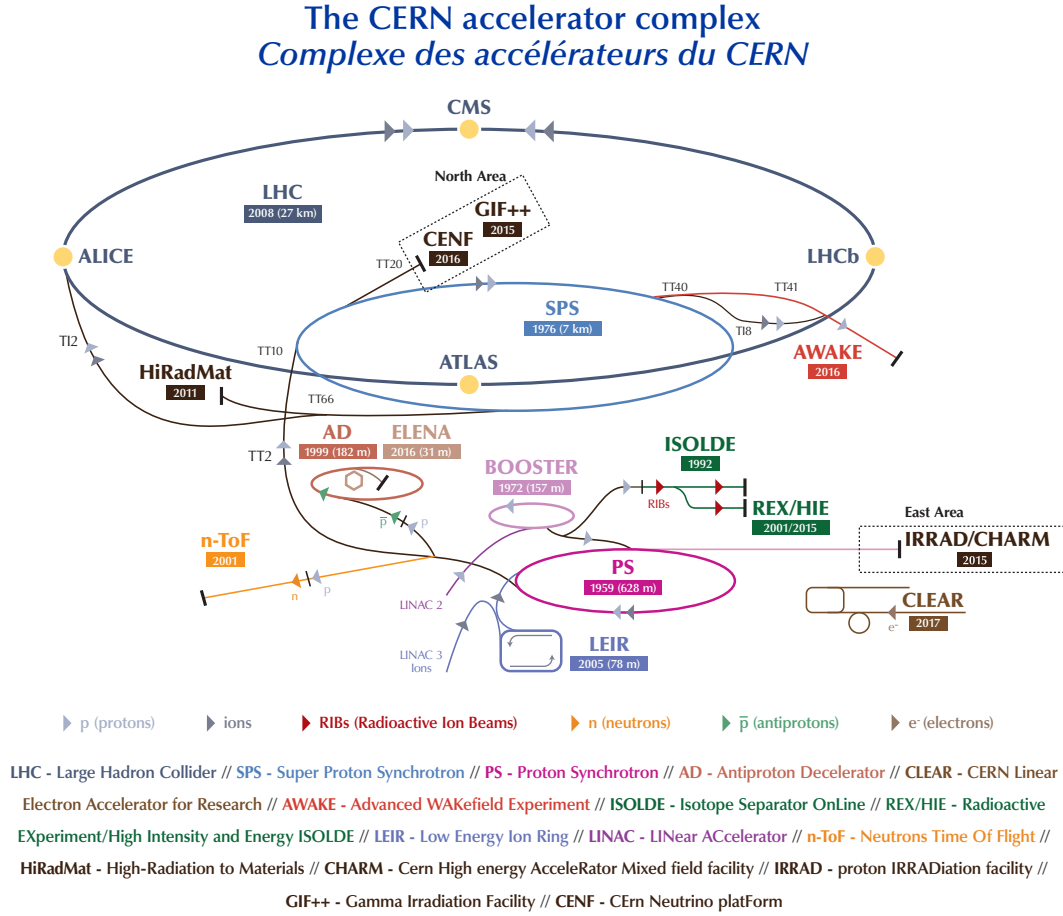 The CERN accelerator complex
Complexe des accélérateurs du CERN
CMS
North Area
LHC
2008 (27 km)
GIF++
2015
CENF
2016
ALICE
TT20
LHCb
TT40
TT41
SPS
1976 (7 km)
TI8
TI2
TT10
AWAKE
2016
ATLAS
HiRadMat
2011
TT66
AD
1999 (182 m)
ELENA
2016 (31 m)
TT2
ISOLDE
1992
BOOSTER
1972 (157 m)
RIBs
REX/HIE
2001/2015
p̅
p
East Area
n-ToF
2001
IRRAD/CHARM
2015
PS
1959 (628 m)
n
p
LINAC 2
CLEAR
2017
e-
LINAC 3
Ions
LEIR
2005 (78 m)
p (protons)
ions
RIBs (Radioactive Ion Beams)
n (neutrons)
p̅ (antiprotons)
e- (electrons)
LHC - Large Hadron Collider // SPS - Super Proton Synchrotron // PS - Proton Synchrotron // AD - Antiproton Decelerator // CLEAR - CERN Linear
Electron Accelerator for Research // AWAKE - Advanced WAKefield Experiment // ISOLDE - Isotope Separator OnLine // REX/HIE - Radioactive
EXperiment/High Intensity and Energy ISOLDE // LEIR - Low Energy Ion Ring // LINAC - LINear ACcelerator // n-ToF - Neutrons Time Of Flight //
HiRadMat - High-Radiation to Materials // CHARM - Cern High energy AcceleRator Mixed field facility // IRRAD - proton IRRADiation facility //
GIF++ - Gamma Irradiation Facility // CENF - CErn Neutrino platForm